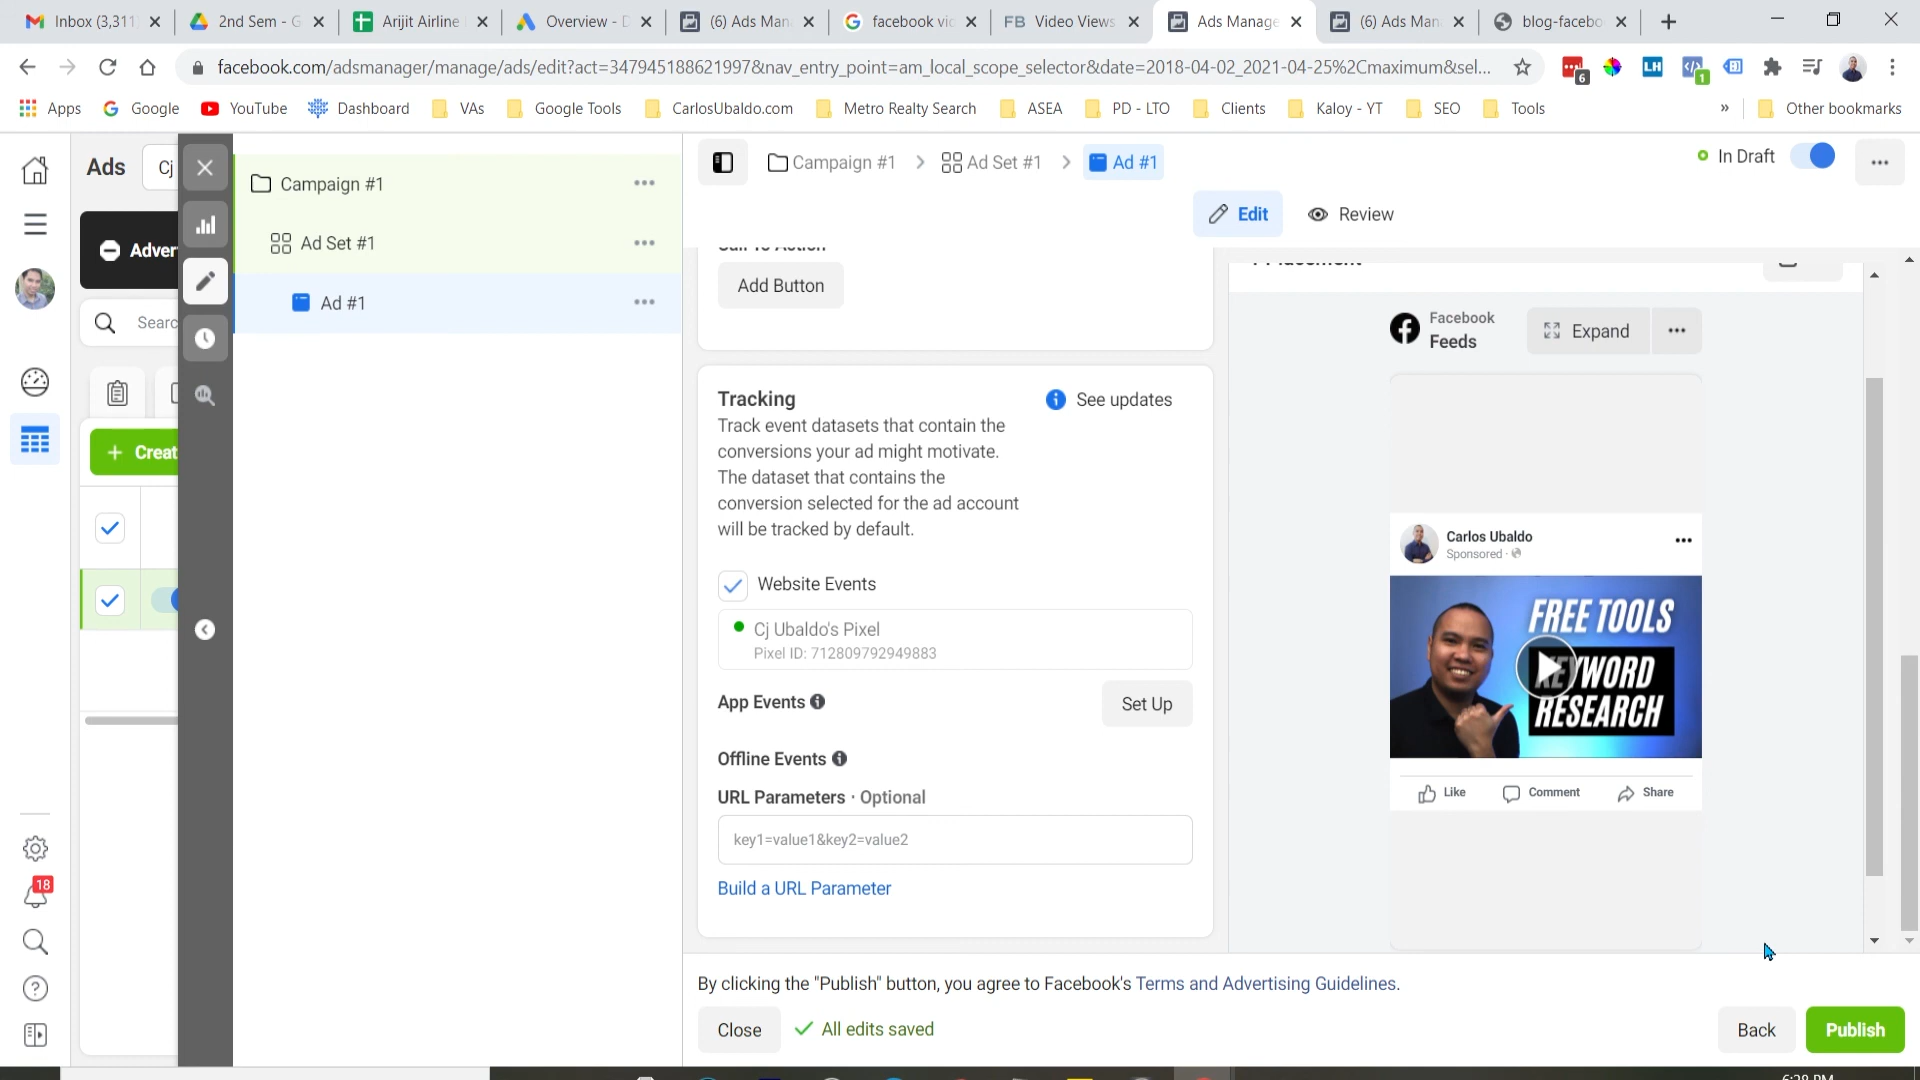 Inbox (3,311
2nd Sem - G
Arijit Airline
Overview - D
(6) Ads Man
facebook vid
FB Video Views
Ads Manage
(6) Ads Man
blog-facebo
facebook.com/adsmanager/manage/ads/edit?act=347945188621997&nav_entry_point=am_local_scope_selector&date=2018-04-02_2021-04-25%2Cmaximum&sel...
6
LH
1
Apps
Google
YouTube
Dashboard
VAs
Google Tools
CarlosUbaldo.com
Metro Realty Search
ASEA
PD - LTO
Clients
Kaloy - YT
SEO
Tools
»
Other bookmarks
Ads
Cj
Campaign #1
Campaign #1
Ad Set #1
Ad #1
In Draft
Edit
Review
Adver
Ad Set #1
Ad #1
Searc
+ Creat
Add Button
Tracking
See updates
Track event datasets that contain the
conversions your ad might motivate.
The dataset that contains the
conversion selected for the ad account
will be tracked by default.
Website Events
Cj Ubaldo's Pixel
Pixel ID: 712809792949883
App Events
Set Up
Offline Events
URL Parameters · Optional
key1=value1&key2=value2
Build a URL Parameter
Facebook
Feeds
Expand
Carlos Ubaldo
Sponsored ·
FREE TOOLS
KEYWORD
RESEARCH
Like
Comment
Share
18
By clicking the "Publish" button, you agree to Facebook's Terms and Advertising Guidelines.
Close
All edits saved
Back
Publish